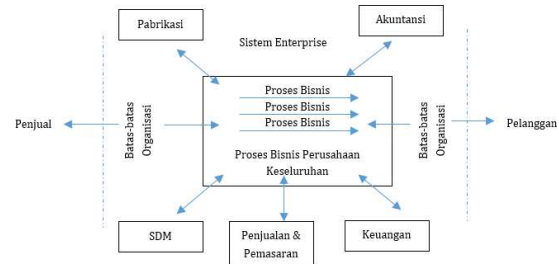 Pabrikasi
Akuntansi
Sistem Enterprise
Proses Bisnis
Proses Bisnis
Proses Bisnis
Penjual
Batas-batas
Organisasi
Batas-batas
Organisasi
Pelanggan
Proses Bisnis Perusahaan
Keseluruhan
SDM
Penjualan &
Pemasaran
Keuangan